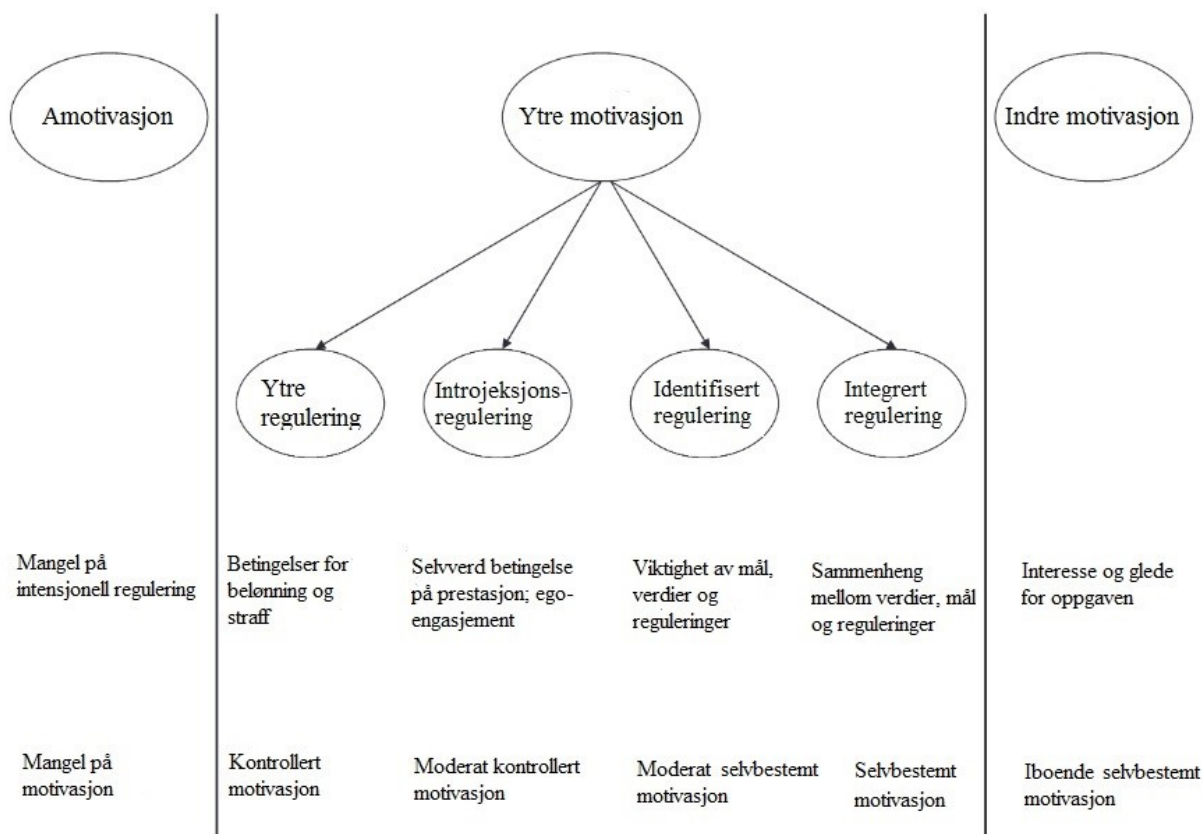 Amotivasjon
Ytre motivasjon
Indre motivasjon
Ytre
regulering
Introjeksjons-
regulering
Identifisert
regulering
Integrert
regulering
Mangel på
intensjonell regulering
Betingelser for
belønning og
straff
Selvverd betingelse
på prestasjon; ego-
engasjement
Viktighet av mål,
verdier og
reguleringer
Sammenheng
mellom verdier, mål
og reguleringer
Interesse og glede
for oppgaven
Mangel på
motivasjon
Kontrollert
motivasjon
Moderat kontrollert
motivasjon
Moderat selvbestemt
motivasjon
Selvbestemt
motivasjon
Iboende selvbestemt
motivasjon